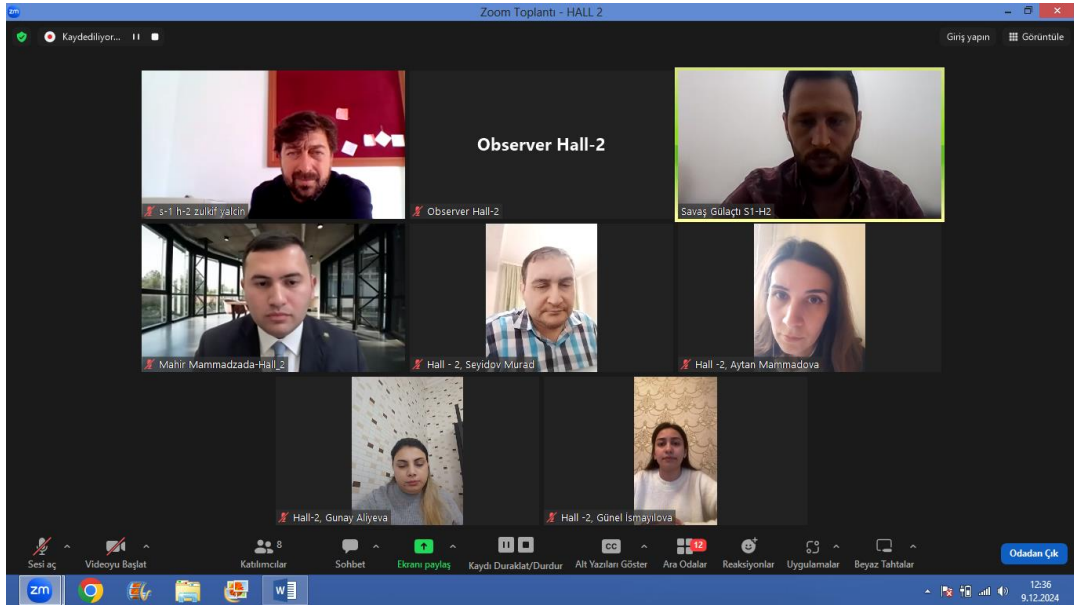 zm
Zoom Toplantı - HALL 2
Kaydediliyor...
Giriş yapın
Görüntüle
s-1 h-2 zulkif yalcin
Observer Hall-2
Observer Hall-2
Savaş Gülaçtı S1-H2
Mahir Mammadzada-Hall_2
Hall - 2, Seyidov Murad
Hall -2, Aytan Mammadova
Hall-2, Gunay Aliyeva
Hall -2, Günel İsmayılova
8
CC
12
Sesi aç
Videoyu Başlat
Katılımcılar
Sohbet
Ekranı paylaş
Kaydı Duraklat/Durdur
Alt Yazıları Göster
Ara Odalar
Reaksiyonlar
Uygulamalar
Beyaz Tahtalar
Odadan Çık
zm
W
12:36
9.12.2024